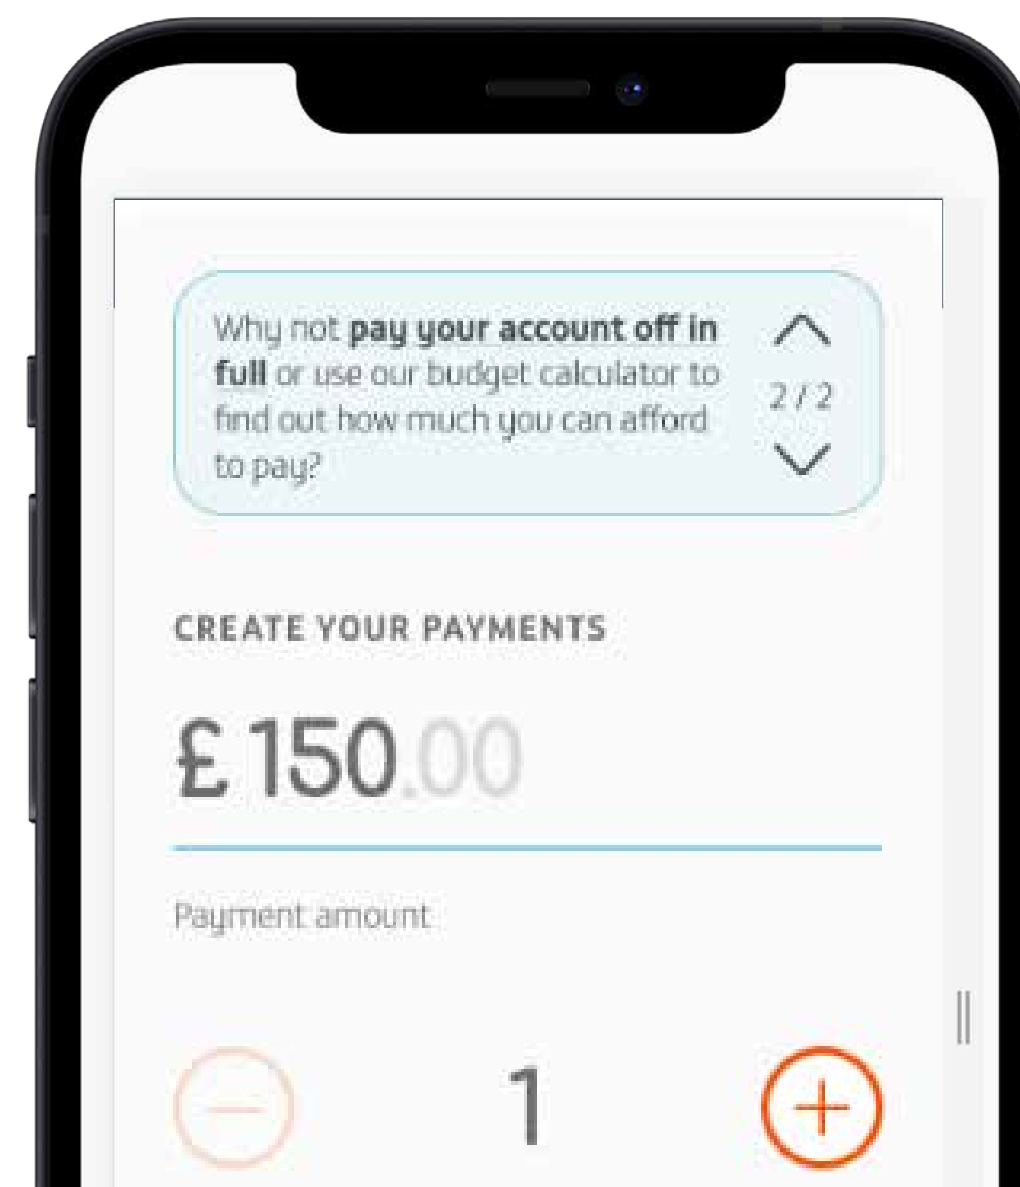 Why not pay your account off in
full or use our budget calculator to
find out how much you can afford
to pay?
2 / 2
CREATE YOUR PAYMENTS
£ 150.00
Payment amount
1